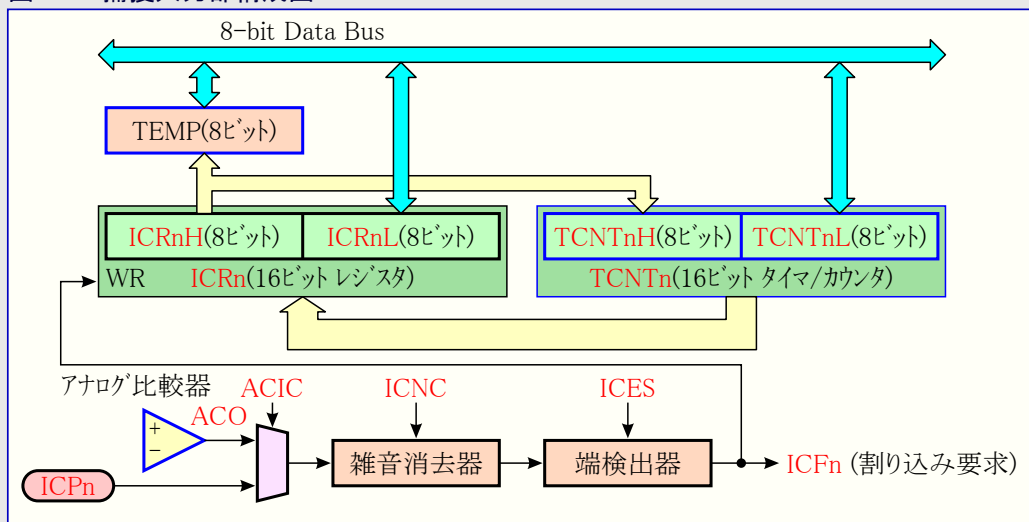 8-bit Data Bus
TEMP(8ﾋﾞｯﾄ)
ICRnH(8ﾋﾞｯﾄ) ICRnL(8ﾋﾞｯﾄ) TCNTnH(8ﾋﾞｯﾄ) TCNTnL(8ﾋﾞｯﾄ)
WR ICRn(16ﾋﾞｯﾄ ﾚｼﾞｽﾀ) TCNTn(16ﾋﾞｯﾄ ﾀｲﾏ/ｶｳﾝﾀ)
ｱﾅﾛｸﾞ比較器 ACIC ICNC ICES
ACO
+
−
雑音消去器 端検出器 ICFn (割り込み要求)
ICPn